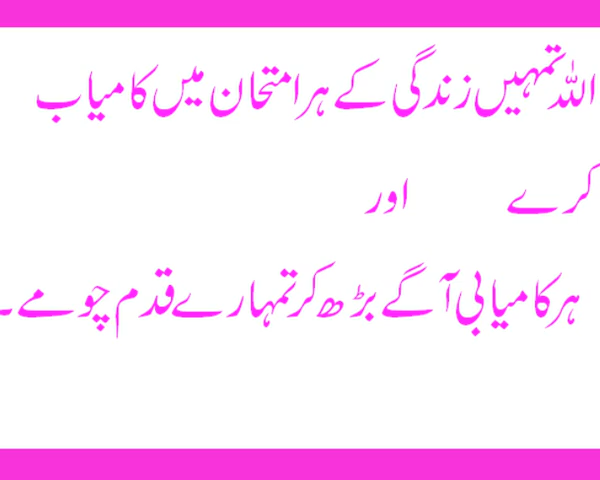 اللہ تمہیں زندگی کے ہر امتحان میں کامیاب
کرے اور
ہر کامیابی آگے بڑھ کر تمہارے قدم چومے۔